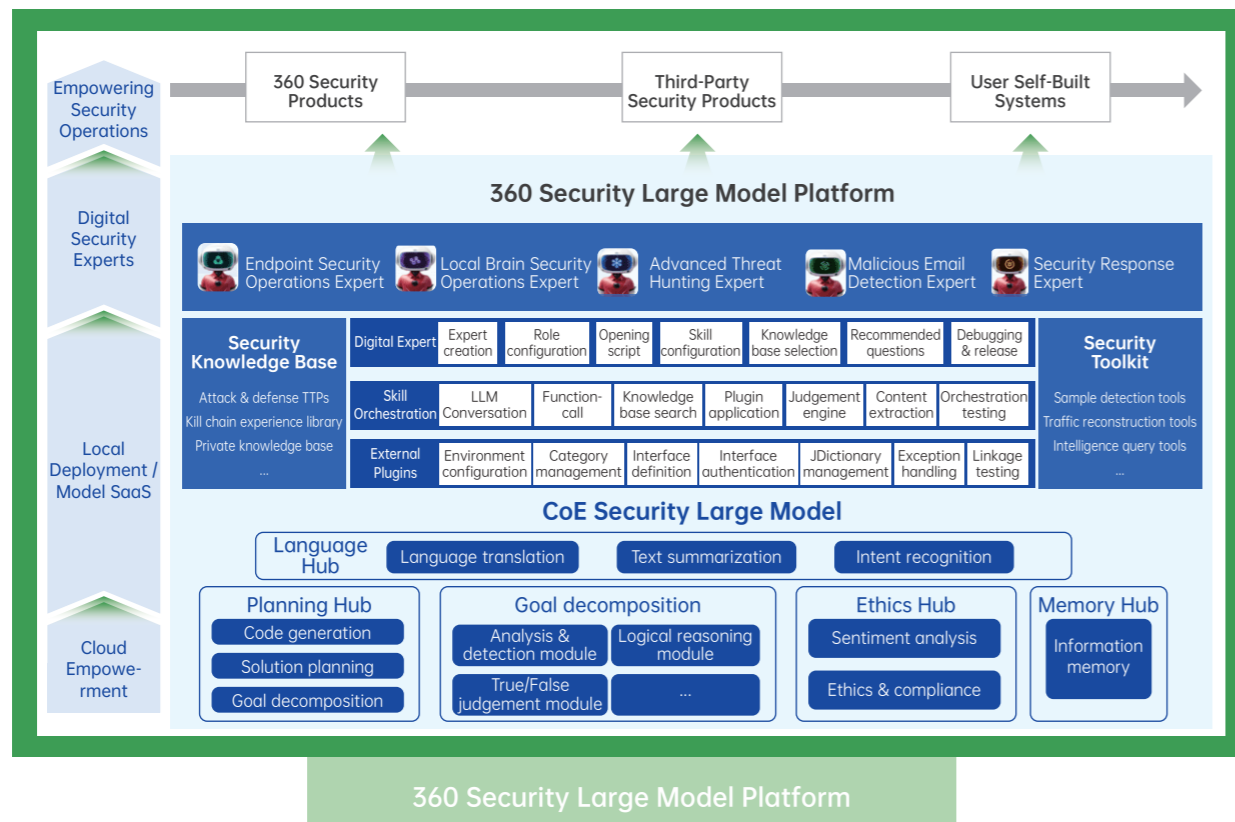 Empowering
Security
Operations
360 Security
Products
Third-Party
Security Products
User Self-Built
Systems
Digital
Security
Experts
360 Security Large Model Platform
Endpoint Security
Operations Expert
Local Brain Security
Operations Expert
Advanced Threat
Hunting Expert
Malicious Email
Detection Expert
Security Response
Expert
Local
Deployment /
Model SaaS
Security
Knowledge Base
Attack & defense TTPs
Kill chain experience library
Private knowledge base
...
Digital Expert
Expert
creation
Role
configuration
Opening
script
Skill
configuration
Knowledge
base selection
Recommended
questions
Debugging
& release
Skill
Orchestration
LLM
Conversation
Function-
call
Knowledge
base search
Plugin
application
Judgement
engine
Content
extraction
Orchestration
testing
External
Plugins
Environment
configuration
Category
management
Interface
definition
Interface
authentication
JDictionary
management
Exception
handling
Linkage
testing
Security
Toolkit
Sample detection tools
Traffic reconstruction tools
Intelligence query tools
...
CoE Security Large Model
Language
Hub
Language translation
Text summarization
Intent recognition
Cloud
Empowe-
rment
Planning Hub
Code generation
Solution planning
Goal decomposition
Goal decomposition
Analysis &
detection module
Logical reasoning
module
True/False
judgement module
...
Ethics Hub
Sentiment analysis
Ethics & compliance
Memory Hub
Information
memory
360 Security Large Model Platform